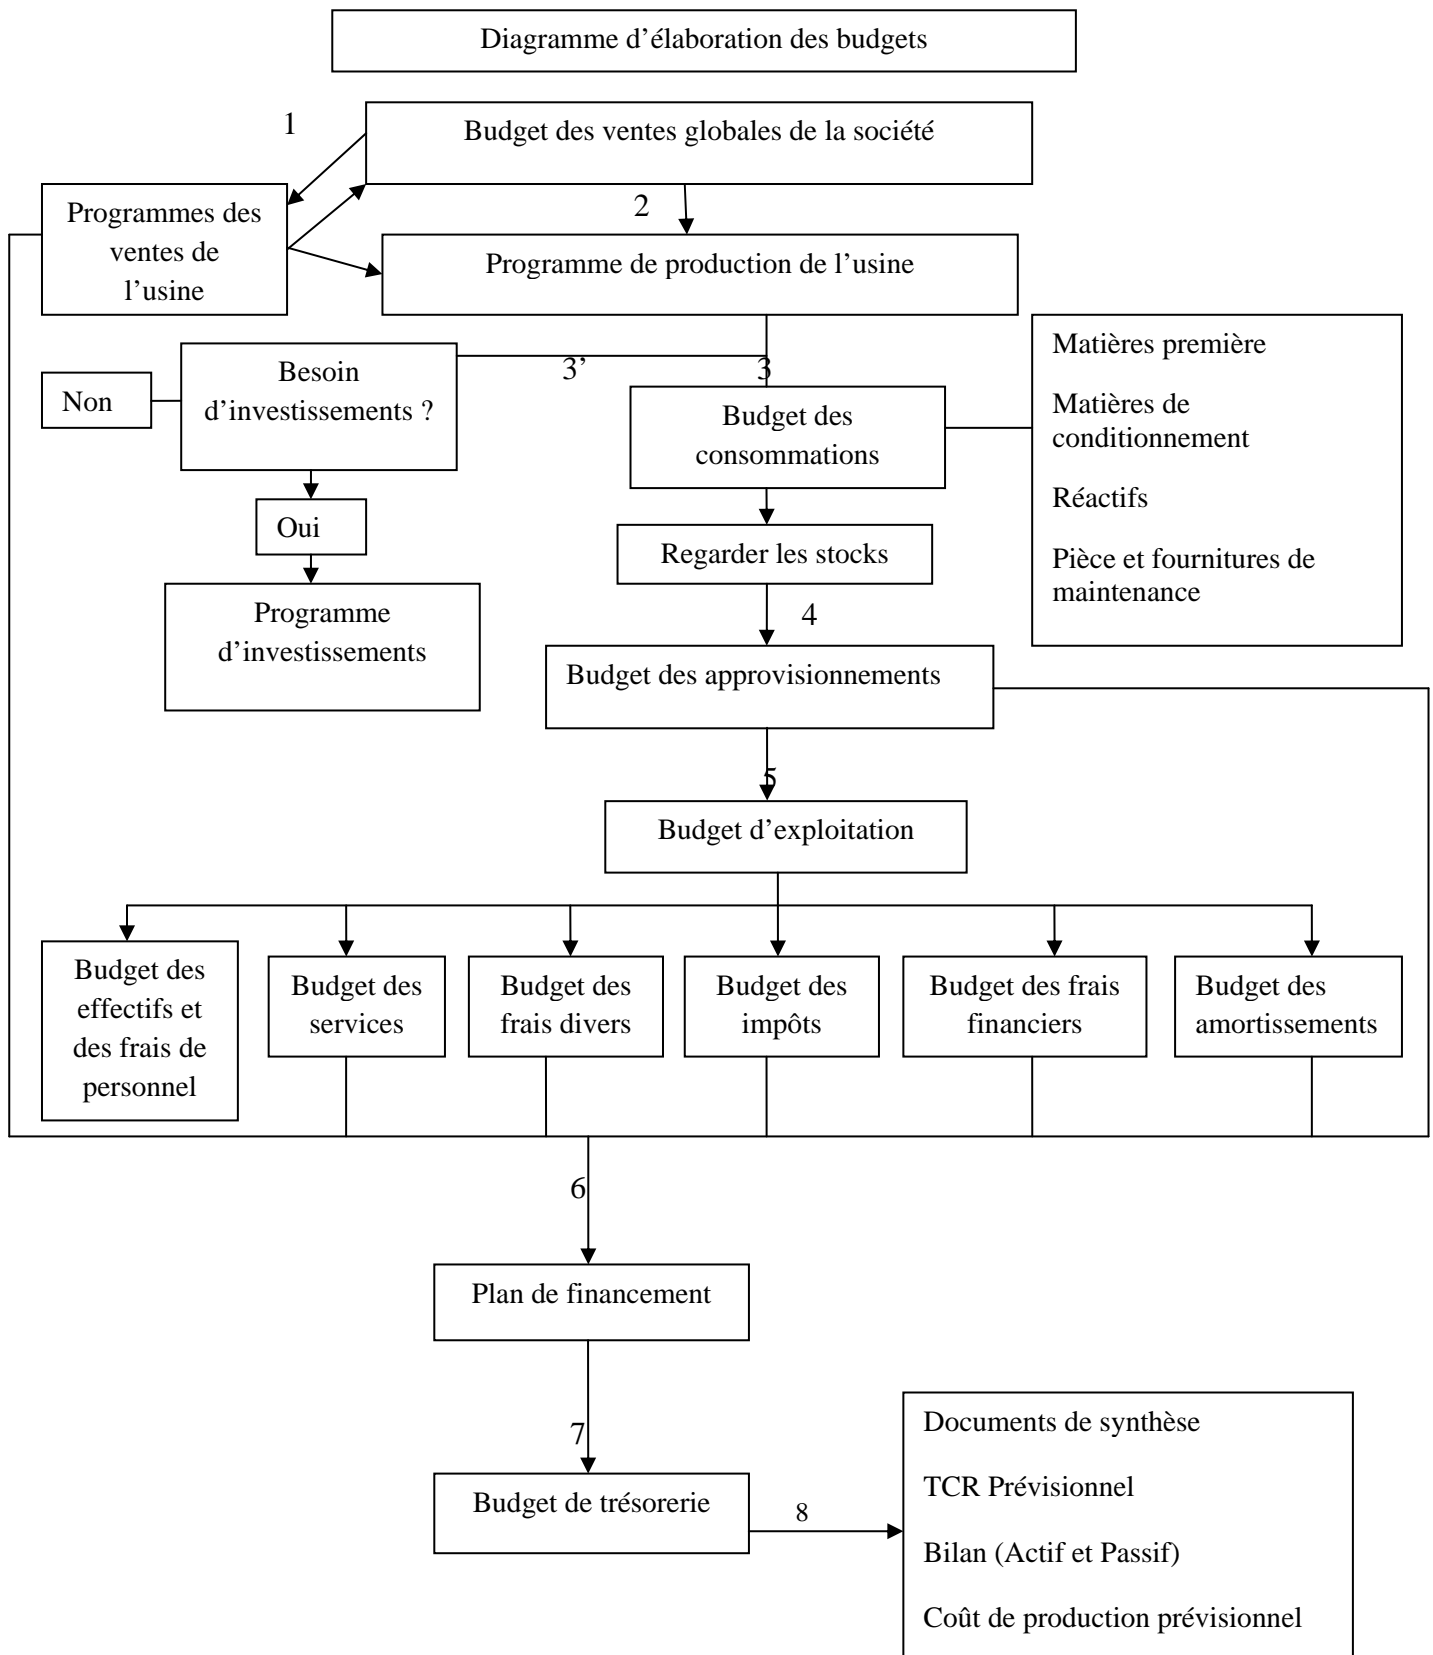 Diagramme d’élaboration des budgets
1
Budget des ventes globales de la société
Programmes des
ventes de
l’usine
2
Programme de production de l’usine
3’
3
Besoin
d’investissements ?
Non
Budget des
consommations
Matières première
Matières de
conditionnement
Réactifs
Pièce et fournitures de
maintenance
Oui
Regarder les stocks
Programme
d’investissements
4
Budget des approvisionnements
5
Budget d’exploitation
Budget des
effectifs et
des frais de
personnel
Budget des
services
Budget des
frais divers
Budget des
impôts
Budget des frais
financiers
Budget des
amortissements
6
Plan de financement
7
Budget de trésorerie
8
Documents de synthèse
TCR Prévisionnel
Bilan (Actif et Passif)
Coût de production prévisionnel